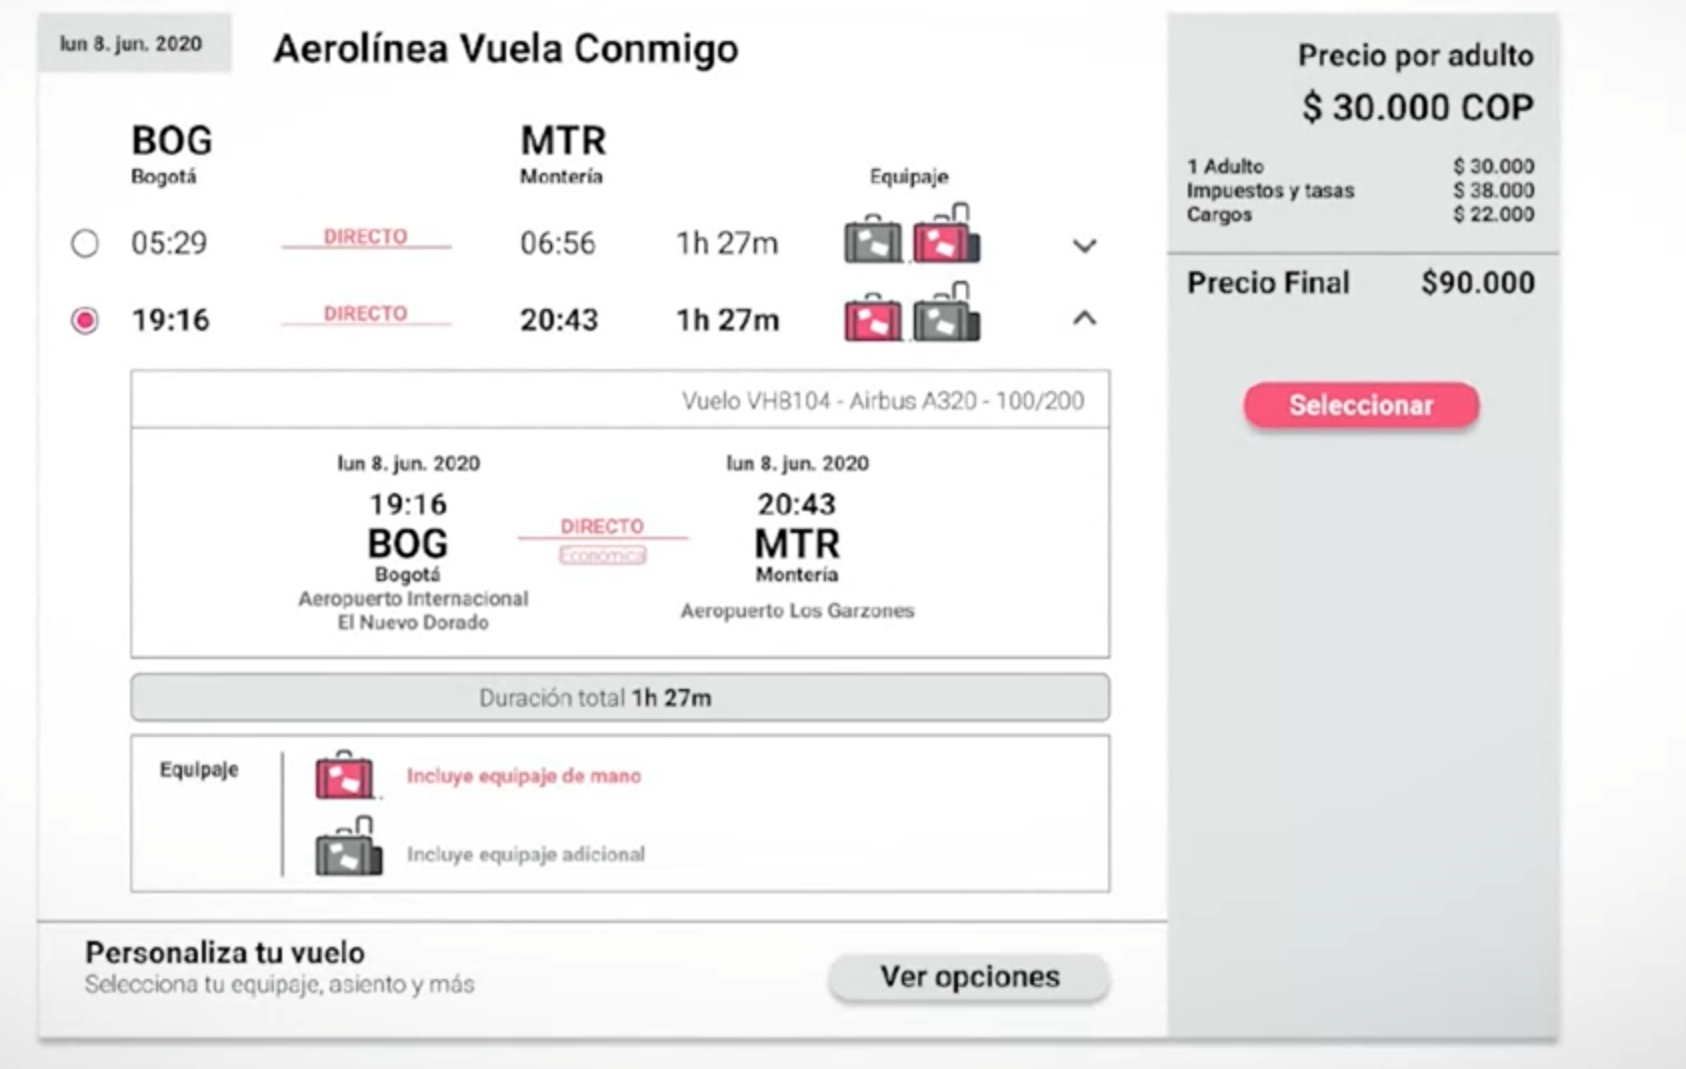 lun 8. jun. 2020
Aerolínea Vuela Conmigo
BOG
Bogotá
MTR
Montería
Equipaje
05:29
DIRECTO
06:56
1h 27m
19:16
DIRECTO
20:43
1h 27m
Vuelo VH8104 - Airbus A320 - 100/200
lun 8. jun. 2020
19:16
BOG
Bogotá
Aeropuerto Internacional
El Nuevo Dorado
DIRECTO
Económica
lun 8. jun. 2020
20:43
MTR
Montería
Aeropuerto Los Garzones
Duración total 1h 27m
Equipaje
Incluye equipaje de mano
Incluye equipaje adicional
Personaliza tu vuelo
Selecciona tu equipaje, asiento y más
Ver opciones
Precio por adulto
$ 30.000 COP
1 Adulto $ 30.000
Impuestos y tasas $ 38.000
Cargos $ 22.000
Precio Final $90.000
Seleccionar